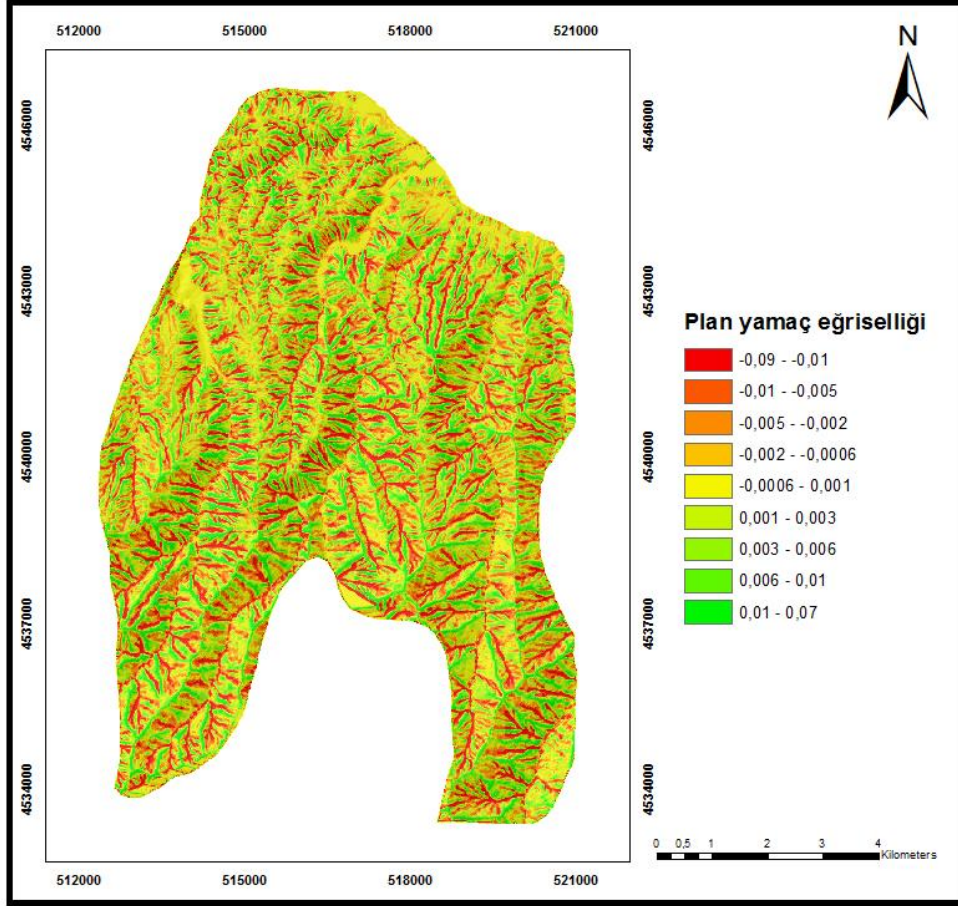 512000 515000 518000 521000
N
4546000 4546000
4543000 4543000
Plan yamaç eğriselliği
-0,09 - -0,01
-0,01 - -0,005
-0,005 - -0,002
-0,002 - -0,0006
-0,0006 - 0,001
0,001 - 0,003
0,003 - 0,006
0,006 - 0,01
0,01 - 0,07
4540000 4540000
4537000 4537000
4534000 4534000
0 0,5 1 2 3 4
Kilometers
512000 515000 518000 521000